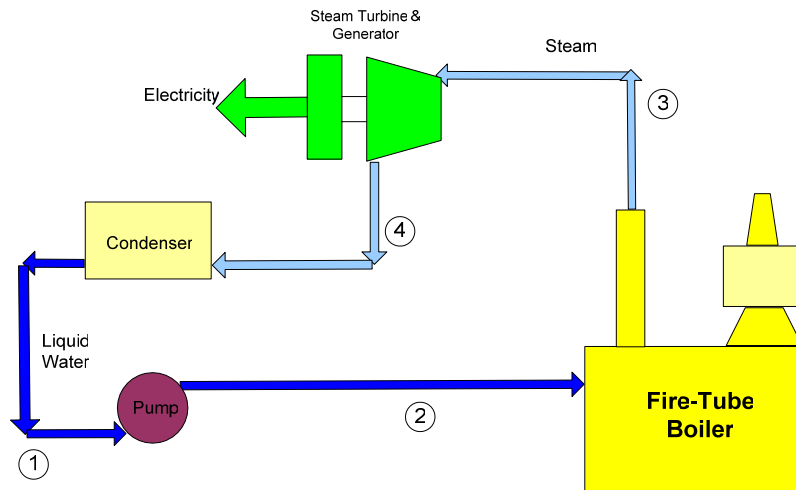 Steam Turbine &
Generator
Steam
Electricity
3
4
Condenser
Liquid
Water
Pump
2
Fire-Tube
Boiler
1